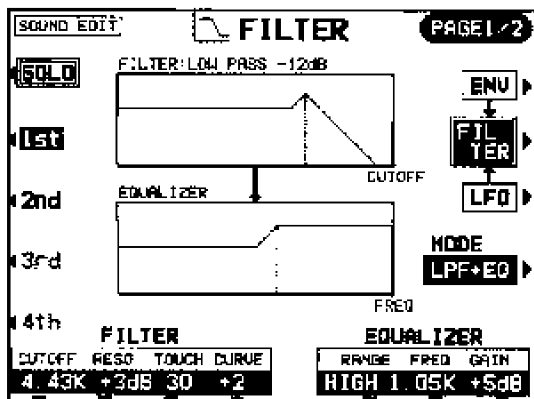 SOUND EDIT
FILTER
PAGE1/2
SOLO
FILTER:LOW PASS -12dB
ENV
1st
FIL
TER
CUTOFF
2nd
EQUALIZER
LFO
MODE
3rd
LPF+EQ
FREQ
4th
FILTER
EQUALIZER
CUTOFF RESO TOUCH CURVE
RANGE FREQ GAIN
4.43K +3dB 30 +2
HIGH 1.05K +5dB